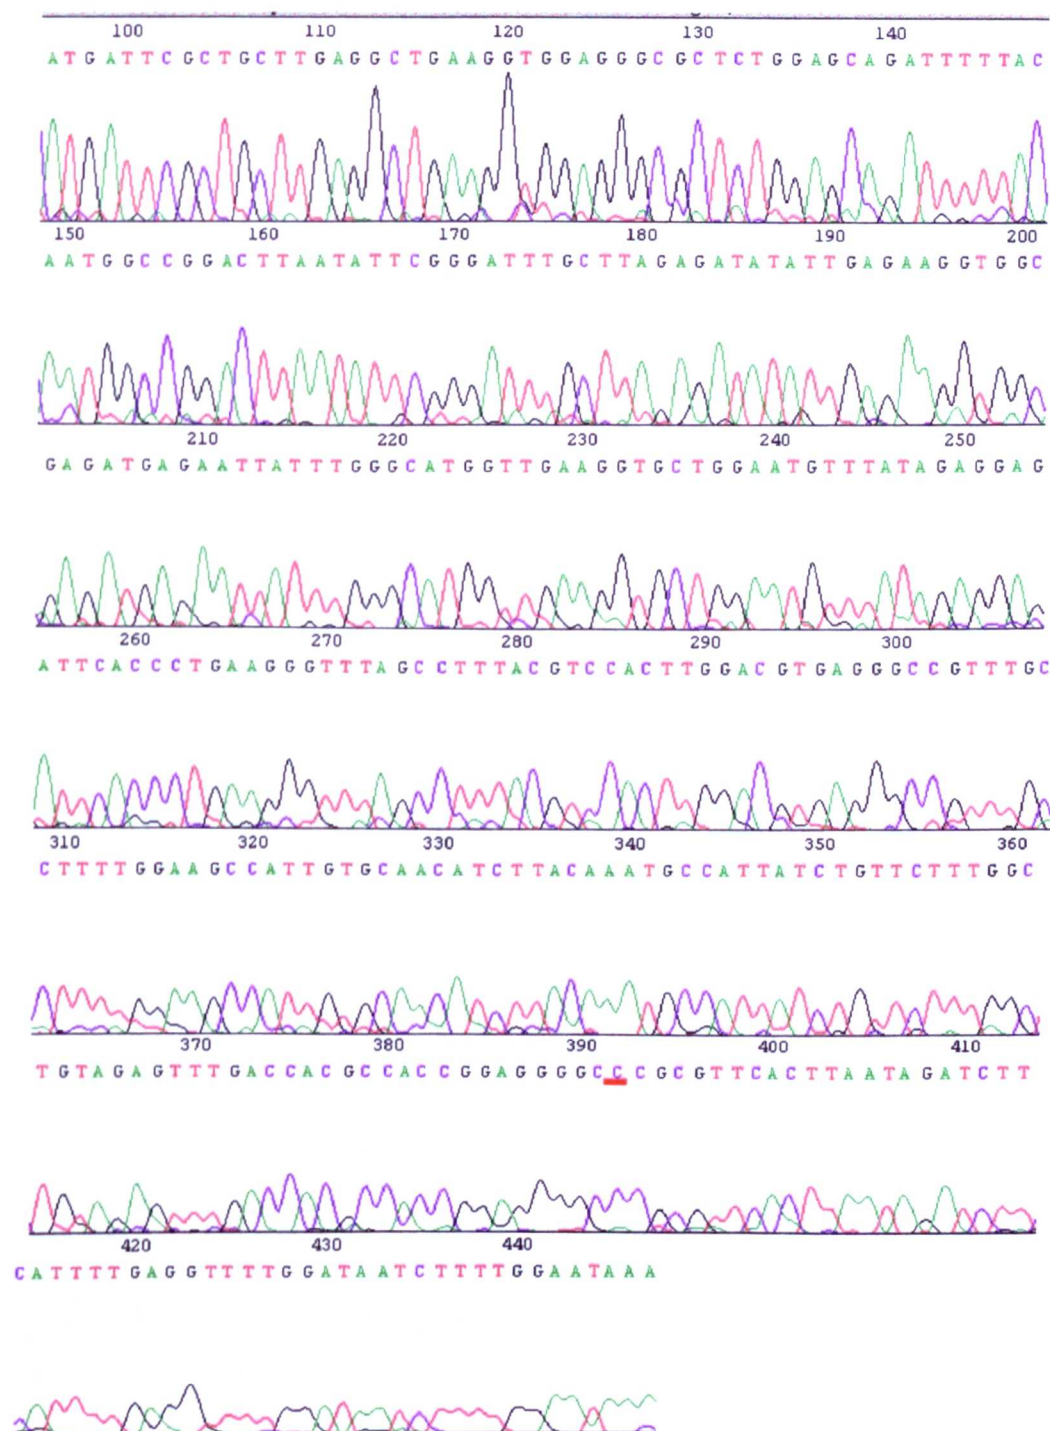 100 110 120 130 140
ATGATTCGCTGCTTGAGGCTGAAGGTGGAGGGCGCTCTGGAGCAGATTTTTAC
150 160 170 180 190 200
AATGGCCGGACTTAATATTCGGGATTTGCTTAGAGATATATTGAGAAGGTGGC
210 220 230 240 250
GAGATGAGAATTATTTGGGCATGGTTGAAGGTGCTGGAATGTTTATAGAGGAG
260 270 280 290 300
ATTCACCCTGAAGGGTTTAGCCTTTACGTCCACTTGGACGTGAGGGCCGTTTGC
310 320 330 340 350 360
CTTTTGGAAGCCATTGTGCAACATCTTACAAATGCCATTATCTGTTCTTTGGC
370 380 390 400 410
TGTAGAGTTTGACCACGCCACCGGAGGGGCCCGCGTTCACTTAATAGATCTT
420 430 440
CATTTTGAGGTTTTGGATAATCTTTTGGAATAAA